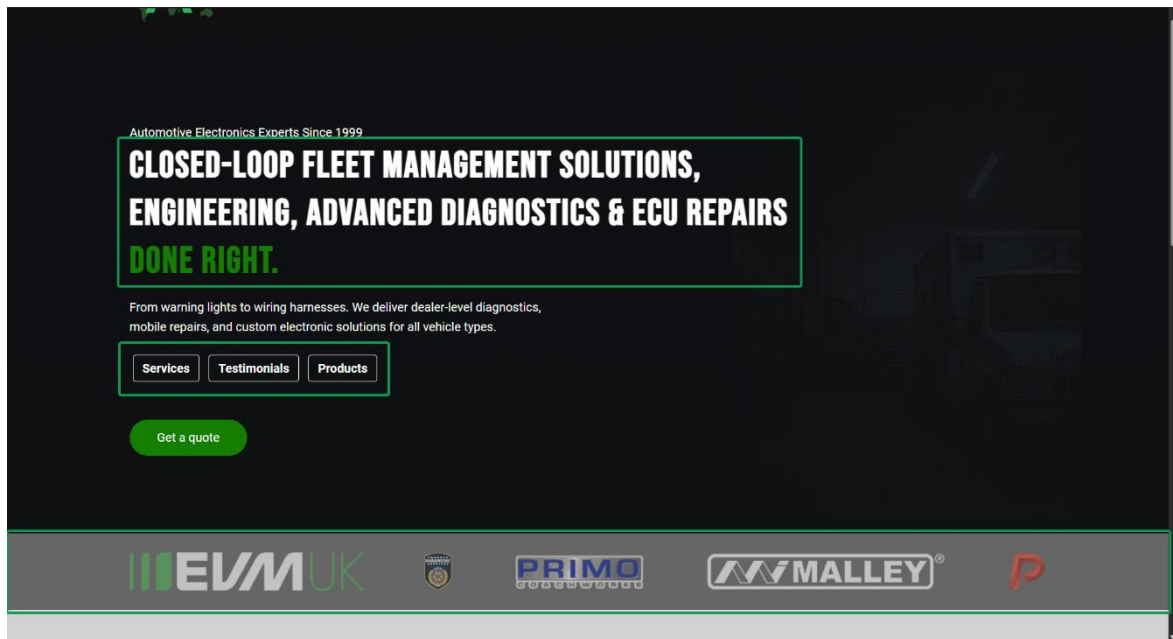 Automotive Electronics Experts Since 1999
CLOSED-LOOP FLEET MANAGEMENT SOLUTIONS,
ENGINEERING, ADVANCED DIAGNOSTICS & ECU REPAIRS
DONE RIGHT.
From warning lights to wiring harnesses. We deliver dealer-level diagnostics,
mobile repairs, and custom electronic solutions for all vehicle types.
Services Testimonials Products
Get a quote
EVMUK PRIMO MALLEY® P
COACHWORKS